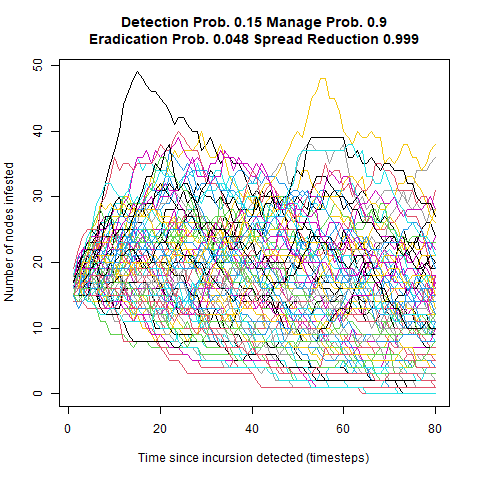 Detection Prob. 0.15 Manage Prob. 0.9
Eradication Prob. 0.048 Spread Reduction 0.999
Number of nodes infested
50
40
30
20
10
0
0 20 40 60 80
Time since incursion detected (timesteps)